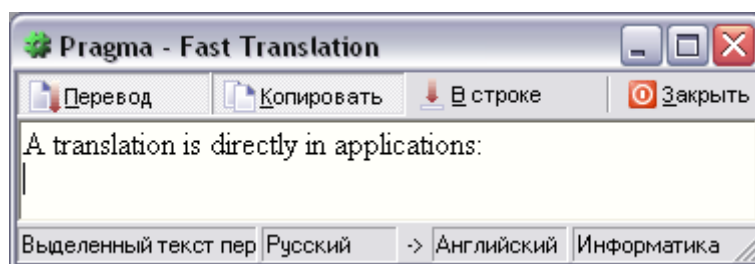 Pragma - Fast Translation
Перевод Копировать В строке Закрыть
A translation is directly in applications:
Выделенный текст пер Русский -> Английский Информатика